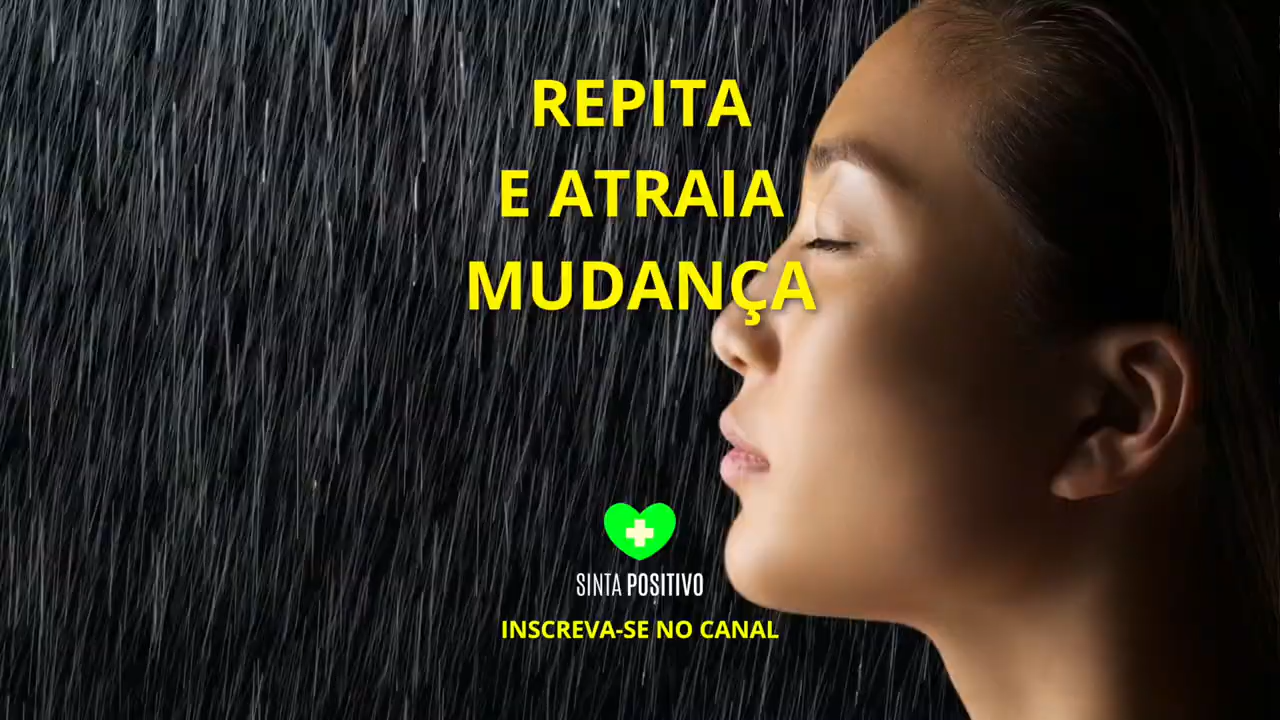 REPITA
E ATRAIA
MUDANÇA
SINTA POSITIVO
INSCREVA-SE NO CANAL